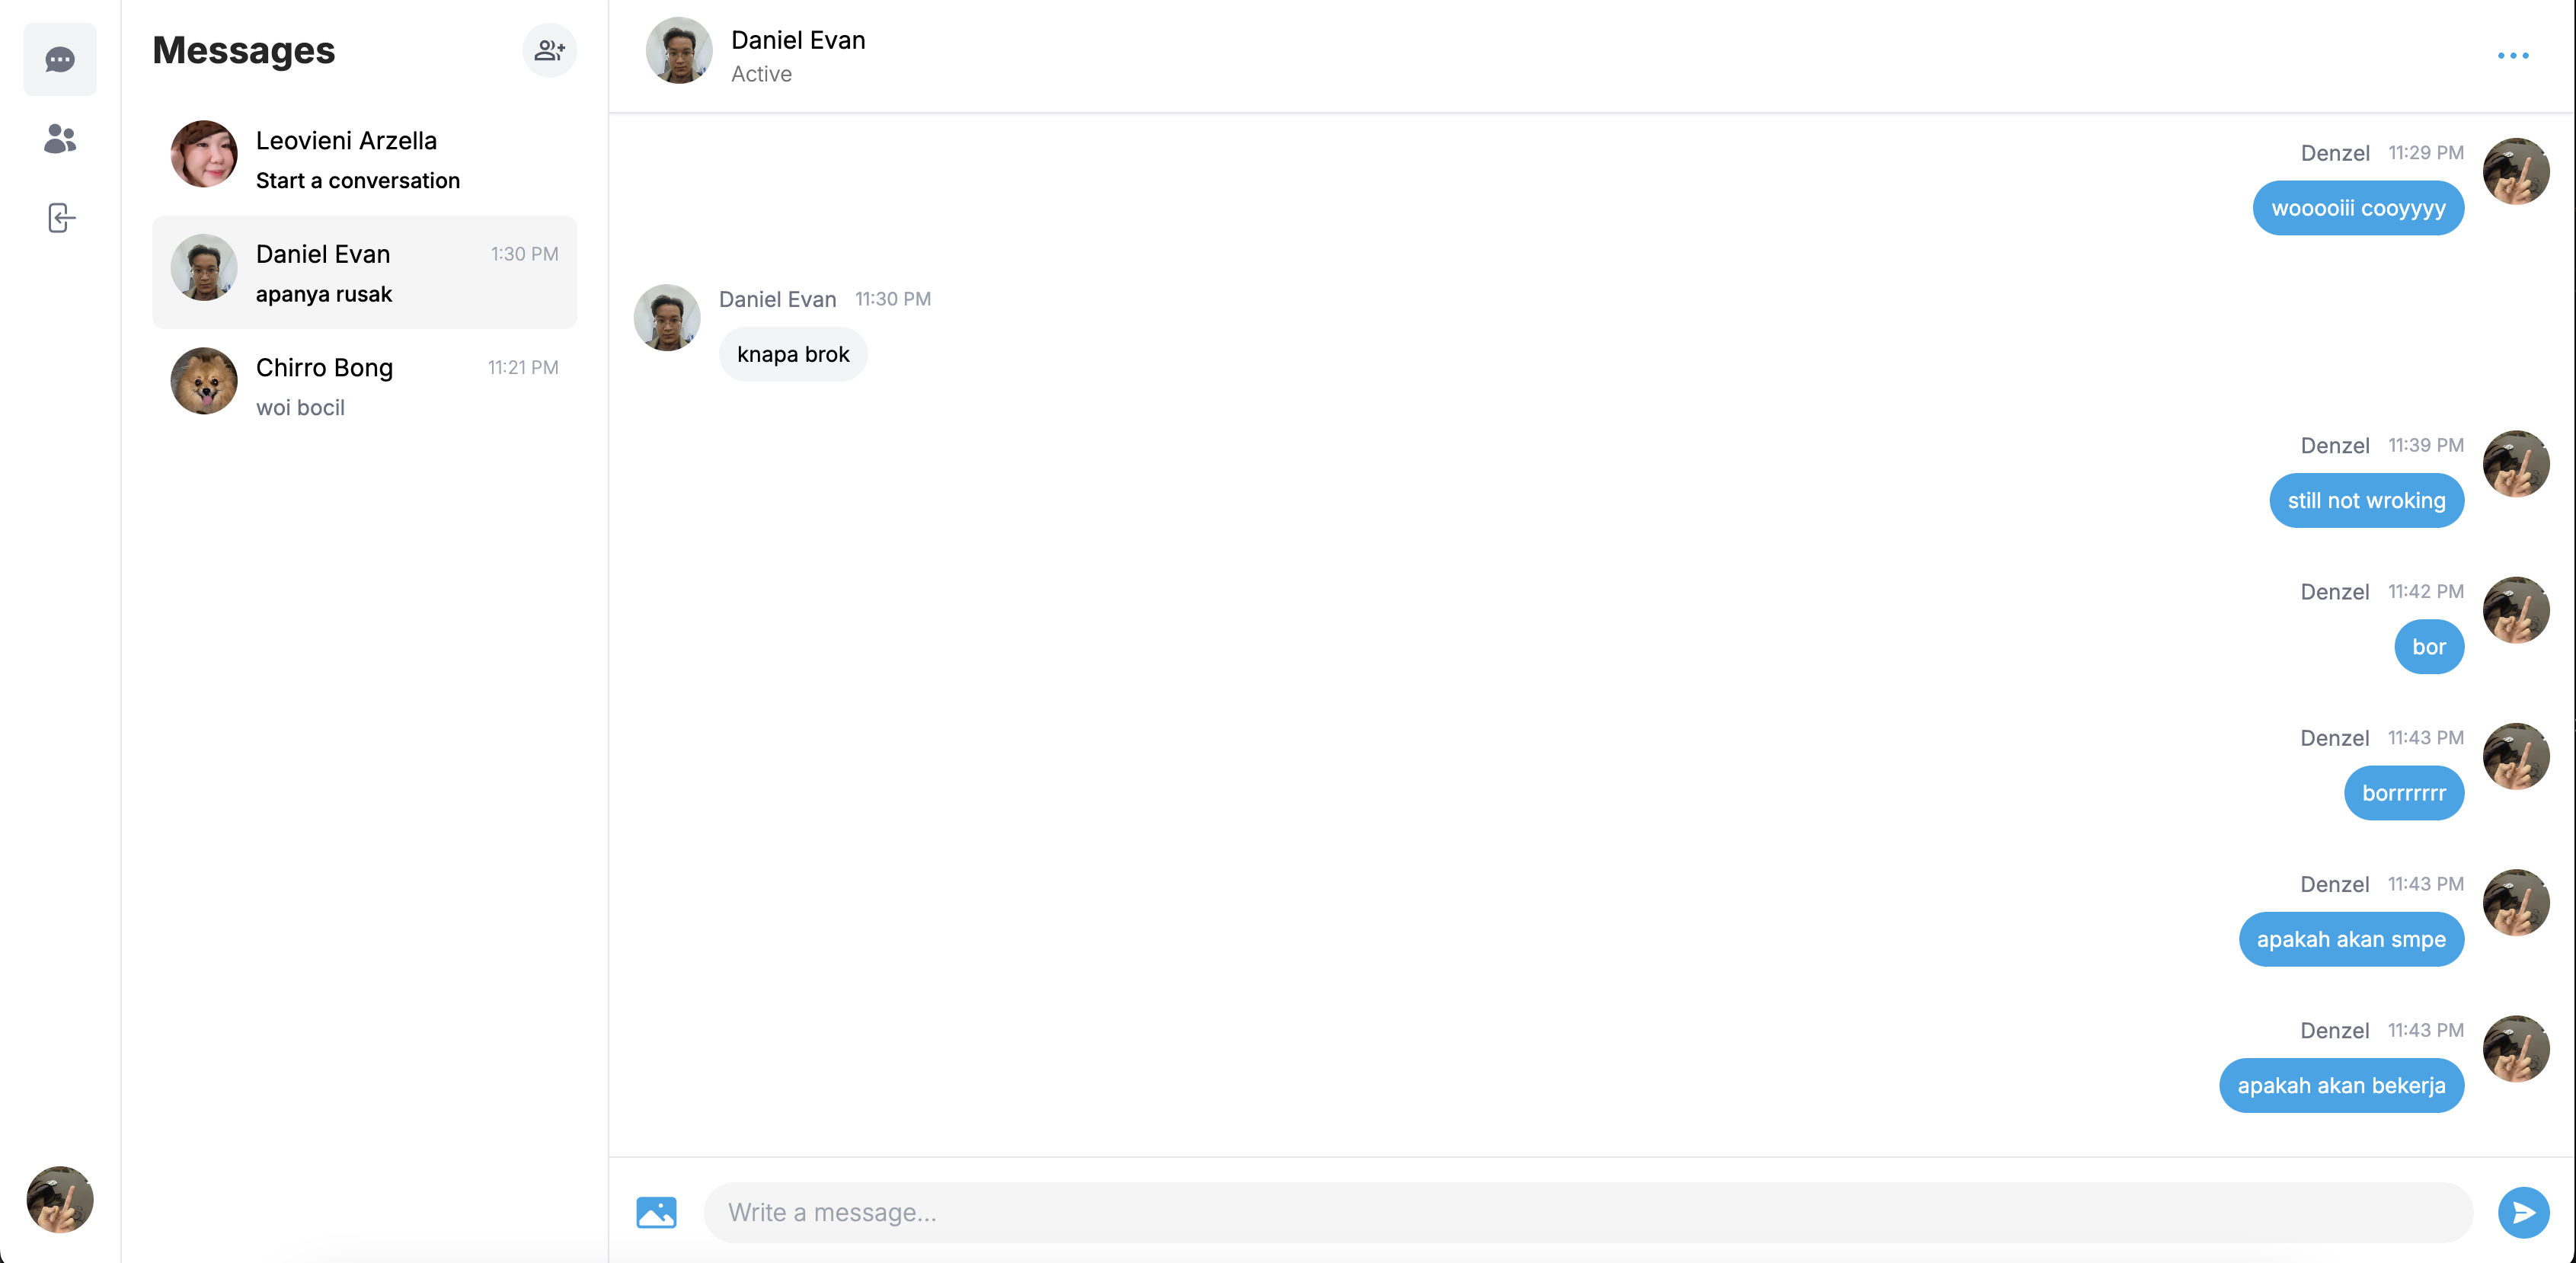 Messages
Leovieni Arzella
Start a conversation
Daniel Evan 1:30 PM
apanya rusak
Chirro Bong 11:21 PM
woi bocil
Daniel Evan
Active
Denzel 11:29 PM
wooooiii cooyyyy
Daniel Evan 11:30 PM
knapa brok
Denzel 11:39 PM
still not wroking
Denzel 11:42 PM
bor
Denzel 11:43 PM
borrrrrrr
Denzel 11:43 PM
apakah akan smpe
Denzel 11:43 PM
apakah akan bekerja
Write a message...